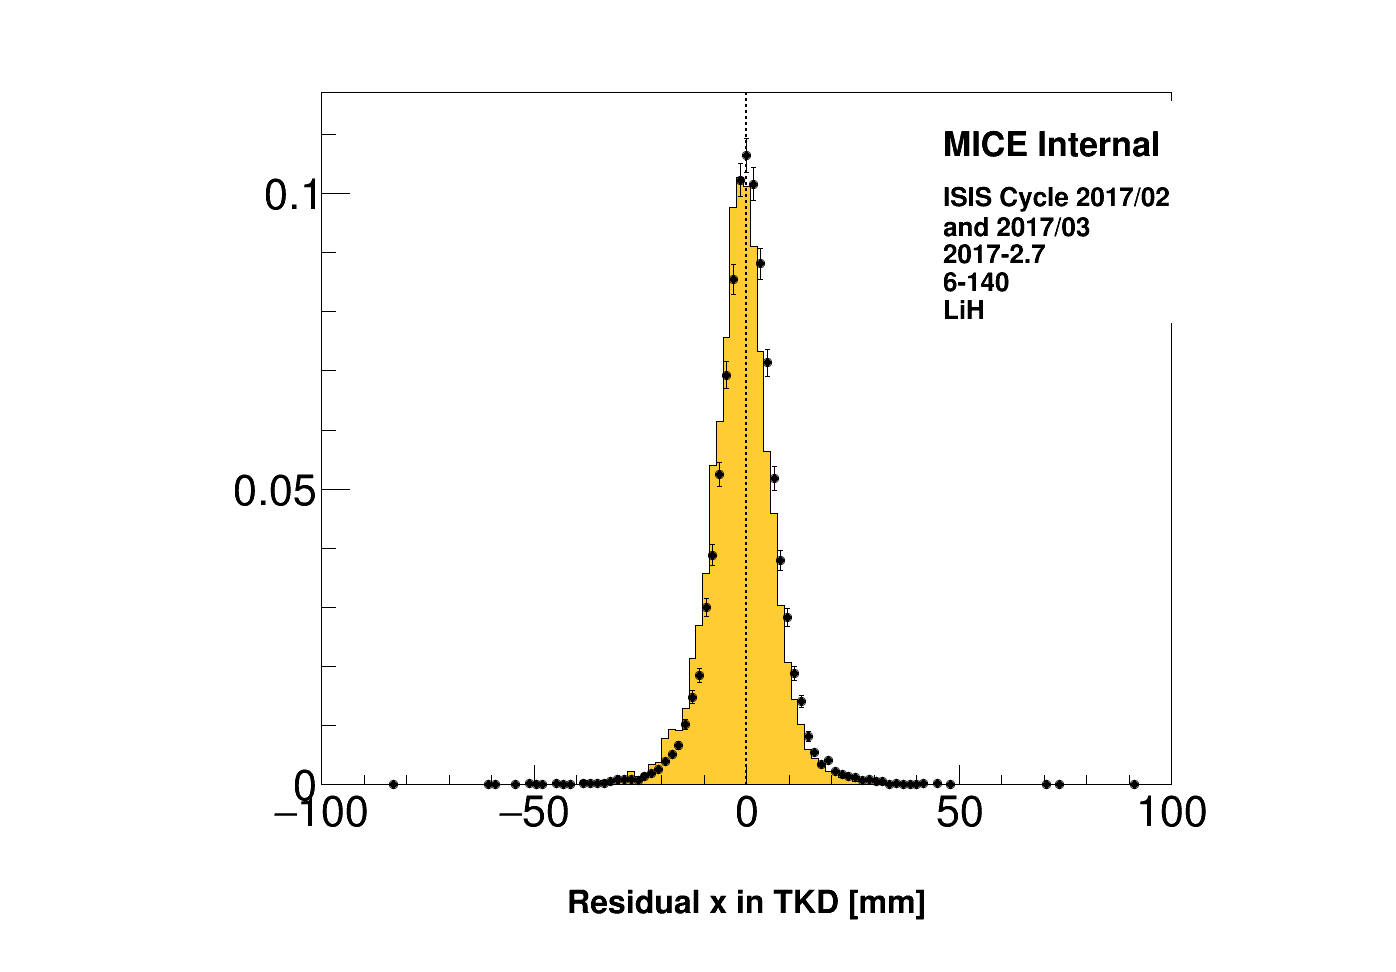 MICE Internal
ISIS Cycle 2017/02
and 2017/03
2017-2.7
6-140
LiH
0.1
0.05
0
−100 −50 0 50 100
Residual x in TKD [mm]